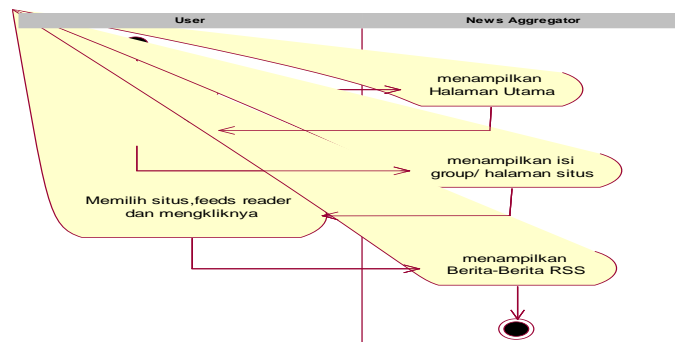 User
News Aggregator
menampilkan
Halaman Utama
menampilkan isi
group/ halaman situs
Memilih situs,feeds reader
dan mengkliknya
menampilkan
Berita-Berita RSS